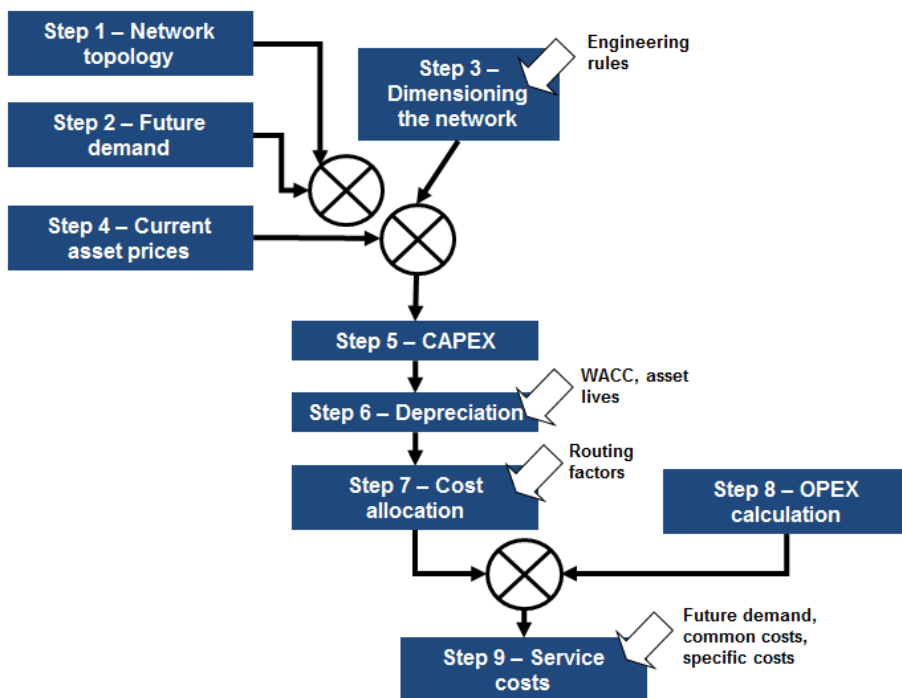 Step 1 – Network
topology
Engineering
rules
Step 3 –
Dimensioning
the network
Step 2 – Future
demand
Step 4 – Current
asset prices
Step 5 – CAPEX
WACC, asset
lives
Step 6 – Depreciation
Routing
factors
Step 7 – Cost
allocation
Step 8 – OPEX
calculation
Future demand,
common costs,
specific costs
Step 9 – Service
costs